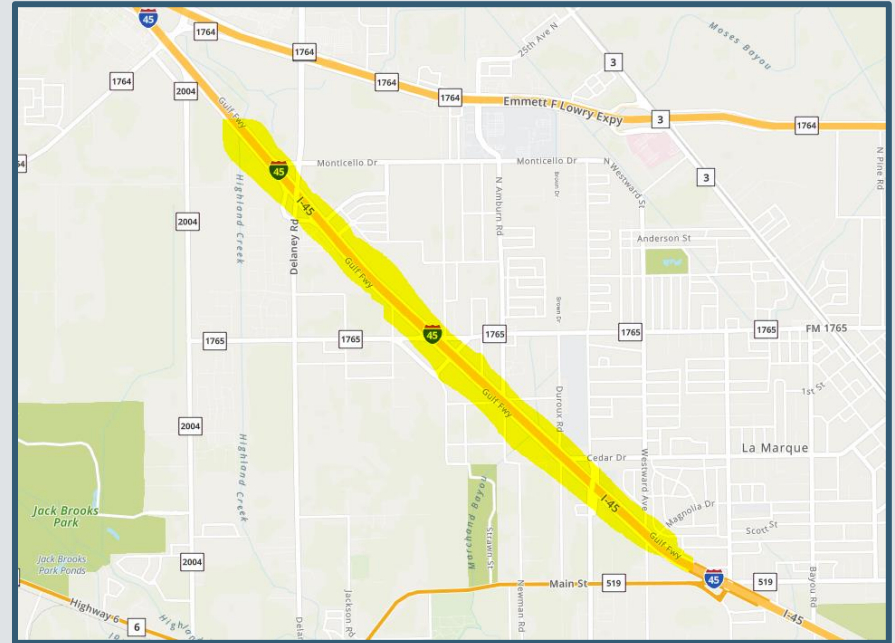 45
1764
3
25th Ave N
Moses Bayou
1764
2004
1764
1764
Emmett F Lowry Expy
3
1764
Gulf Fwy
Monticello Dr
Monticello Dr
N Westward St
N Pine Rd
45
Highland Creek
I-45
N Amburn Rd
3
2004
Delaney Rd
Anderson St
Gulf Fwy
1765
1765
45
1765
1765
1765
FM 1765
Gulf Fwy
Duroux Rd
1st St
2004
Highland Creek
Cedar Dr
Westward Ave
La Marque
Jack Brooks
Park
Marchand Bayou
I-45
Magnolia Dr
Scott St
Strawn St
Gulf Fwy
Jack Brooks
Park Ponds
2004
Main St
519
45
519
Bayou Rd
Highway 6
6
Jackson Rd
Newman Rd
I-45